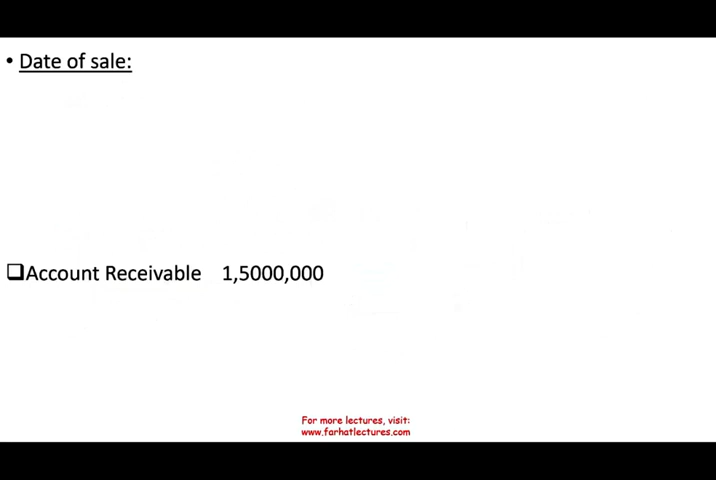 • Date of sale:
❑Account Receivable 1,5000,000
For more lectures, visit:
www.farhatlectures.com